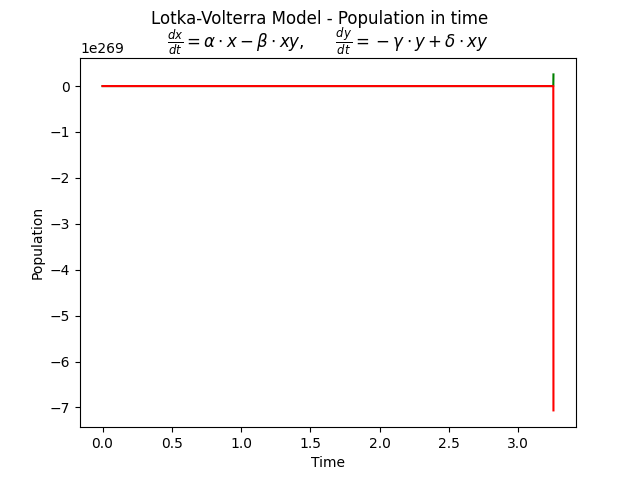 Lotka-Volterra Model - Population in time
dx/dt = α · x − β · xy, dy/dt = − γ · y + δ · xy
1e269
0
−1
−2
−3
−4
−5
−6
−7
Population
0.0 0.5 1.0 1.5 2.0 2.5 3.0
Time